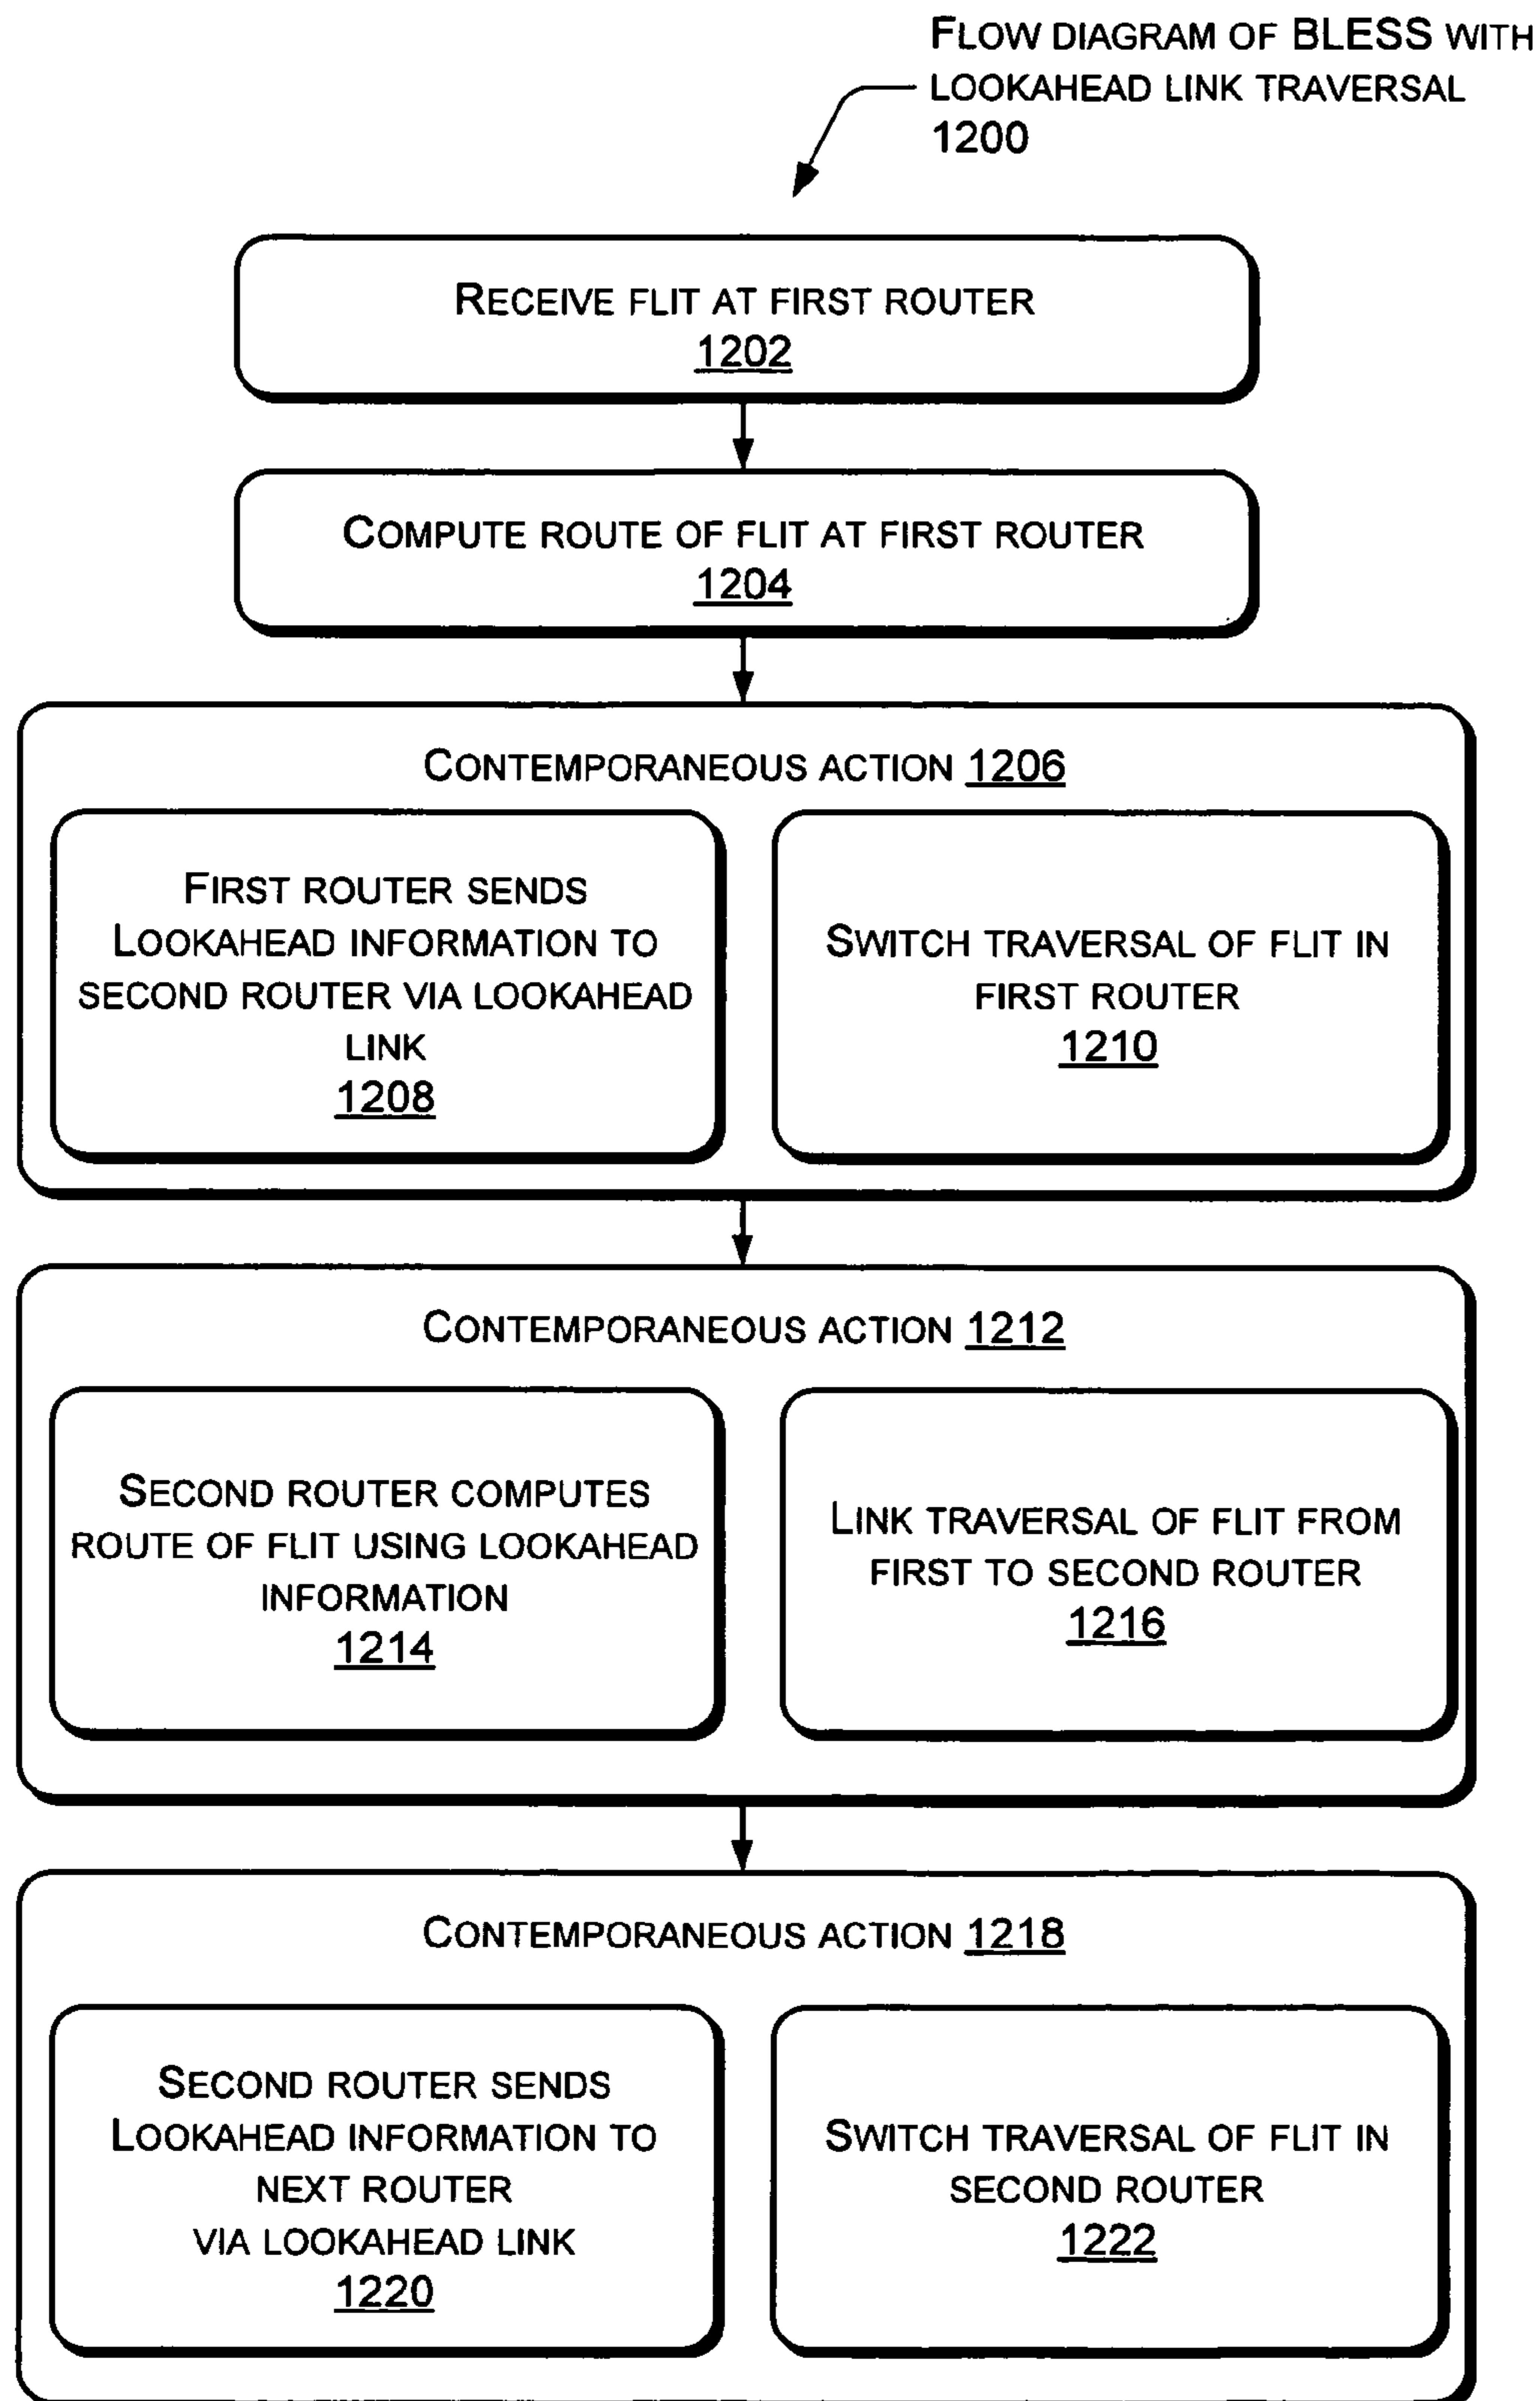 FLOW DIAGRAM OF BLESS WITH
LOOKAHEAD LINK TRAVERSAL
1200
RECEIVE FLIT AT FIRST ROUTER
1202
COMPUTE ROUTE OF FLIT AT FIRST ROUTER
1204
CONTEMPORANEOUS ACTION 1206
FIRST ROUTER SENDS
LOOKAHEAD INFORMATION TO
SECOND ROUTER VIA LOOKAHEAD
LINK
1208
SWITCH TRAVERSAL OF FLIT IN
FIRST ROUTER
1210
CONTEMPORANEOUS ACTION 1212
SECOND ROUTER COMPUTES
ROUTE OF FLIT USING LOOKAHEAD
INFORMATION
1214
LINK TRAVERSAL OF FLIT FROM
FIRST TO SECOND ROUTER
1216
CONTEMPORANEOUS ACTION 1218
SECOND ROUTER SENDS
LOOKAHEAD INFORMATION TO
NEXT ROUTER
VIA LOOKAHEAD LINK
1220
SWITCH TRAVERSAL OF FLIT IN
SECOND ROUTER
1222